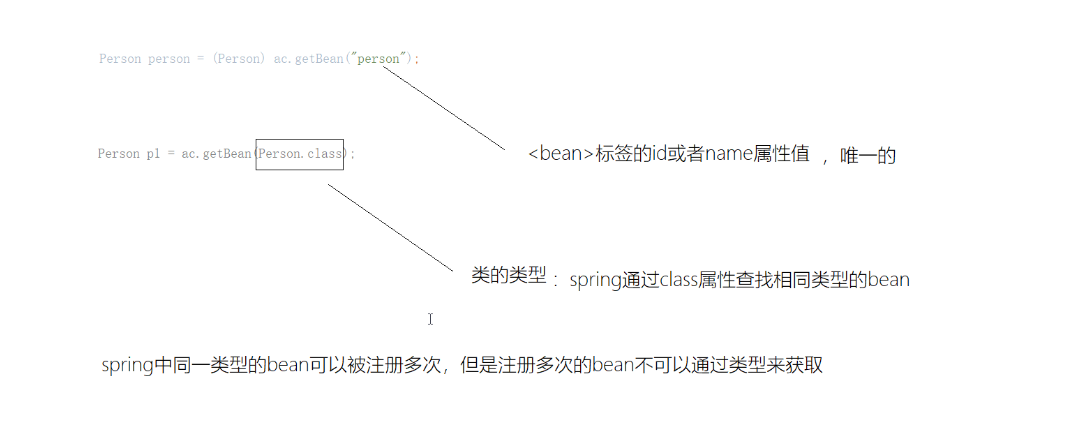 Person person = (Person) ac.getBean("person");
<bean>标签的id或者name属性值 ，唯一的
Person p1 = ac.getBean(Person.class);
类的类型 ：spring通过class属性查找相同类型的bean
spring中同一类型的bean可以被注册多次，但是注册多次的bean不可以通过类型来获取